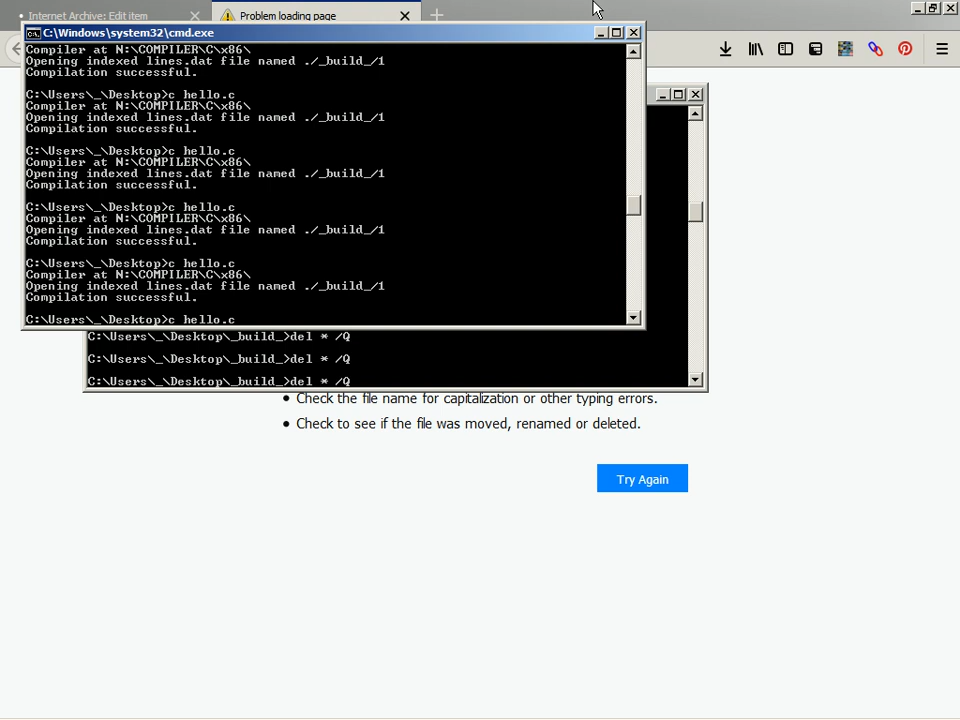 Internet Archive: Edit item
Problem loading page
C:\Windows\system32\cmd.exe
Compiler at N:\COMPILER\C\x86\
Opening indexed lines.dat file named ./_build_/1
Compilation successful.
C:\Users\_\Desktop>c hello.c
Compiler at N:\COMPILER\C\x86\
Opening indexed lines.dat file named ./_build_/1
Compilation successful.
C:\Users\_\Desktop>c hello.c
Compiler at N:\COMPILER\C\x86\
Opening indexed lines.dat file named ./_build_/1
Compilation successful.
C:\Users\_\Desktop>c hello.c
Compiler at N:\COMPILER\C\x86\
Opening indexed lines.dat file named ./_build_/1
Compilation successful.
C:\Users\_\Desktop>c hello.c
Compiler at N:\COMPILER\C\x86\
Opening indexed lines.dat file named ./_build_/1
Compilation successful.
C:\Users\_\Desktop>c hello.c
C:\Users\_\Desktop\_build_>del * /Q
C:\Users\_\Desktop\_build_>del * /Q
C:\Users\_\Desktop\_build_>del * /Q
Check the file name for capitalization or other typing errors.
Check to see if the file was moved, renamed or deleted.
Try Again